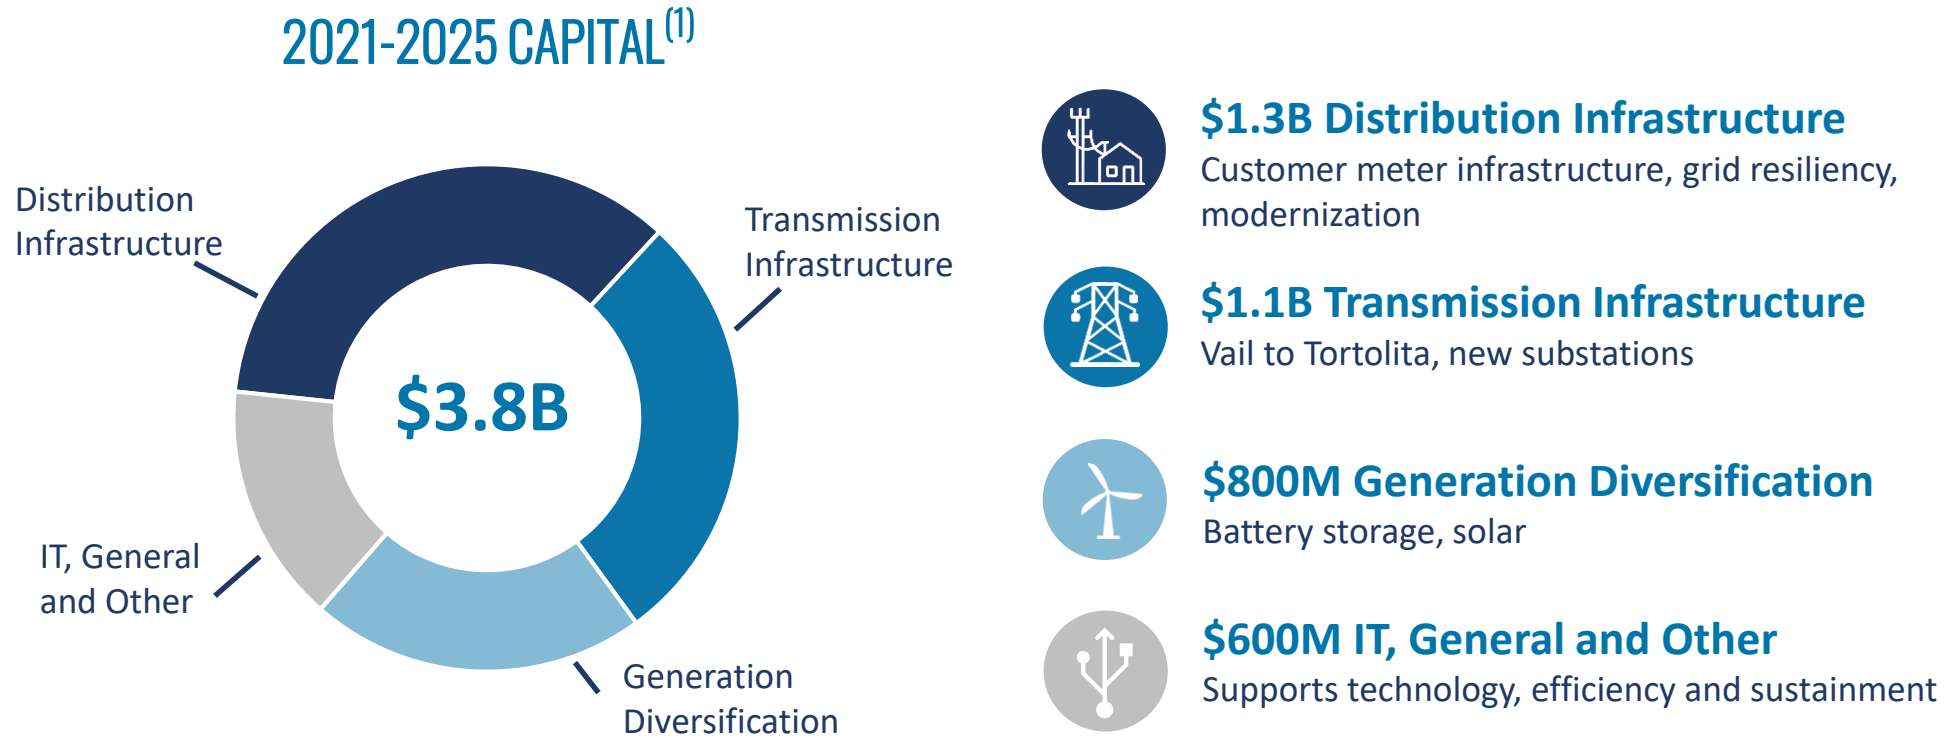 2021-2025 CAPITAL(1)
Distribution
Infrastructure
Transmission
Infrastructure
$3.8B
IT, General
and Other
Generation
Diversification
$1.3B Distribution Infrastructure
Customer meter infrastructure, grid resiliency,
modernization
$1.1B Transmission Infrastructure
Vail to Tortolita, new substations
$800M Generation Diversification
Battery storage, solar
$600M IT, General and Other
Supports technology, efficiency and sustainment